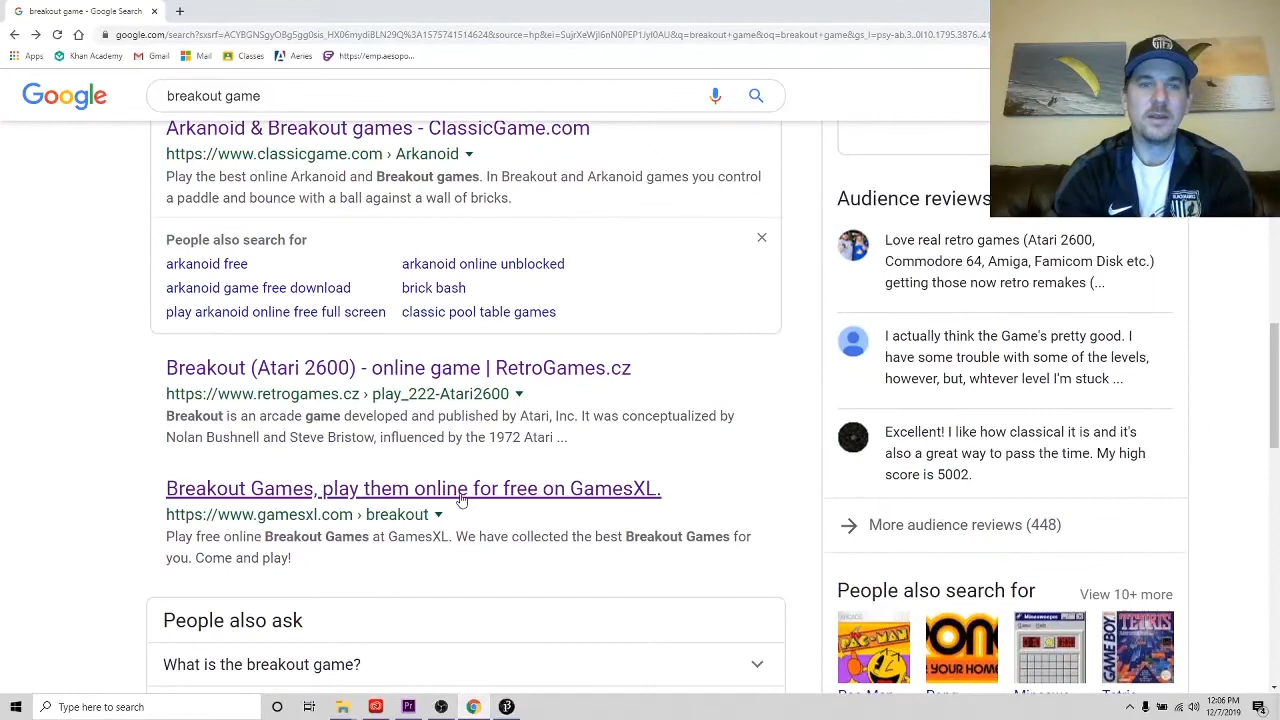 breakout game - Google Search
Apps
Khan Academy
Gmail
Mail
Classes
Aeries
http://emp.aesopo...
Google
breakout game
Arkanoid & Breakout games - ClassicGame.com
https://www.classicgame.com › Arkanoid
Play the best online Arkanoid and Breakout games. In Breakout and Arkanoid games you control
a paddle and bounce with a ball against a wall of bricks.
People also search for
arkanoid free
arkanoid online unblocked
arkanoid game free download
brick bash
play arkanoid online free full screen
classic pool table games
Breakout (Atari 2600) - online game | RetroGames.cz
https://www.retrogames.cz › play_222-Atari2600
Breakout is an arcade game developed and published by Atari, Inc. It was conceptualized by
Nolan Bushnell and Steve Bristow, influenced by the 1972 Atari ...
Breakout Games, play them online for free on GamesXL.
https://www.gamesxl.com › breakout
Play free online Breakout Games at GamesXL. We have collected the best Breakout Games for
you. Come and play!
People also ask
What is the breakout game?
Audience reviews
Love real retro games (Atari 2600,
Commodore 64, Amiga, Famicom Disk etc.)
getting those now retro remakes (...
I actually think the Game's pretty good. I
have some trouble with some of the levels,
however, but, whtever level I'm stuck ...
Excellent! I like how classical it is and it's
also a great way to pass the time. My high
score is 5002.
More audience reviews (448)
People also search for
View 10+ more
PAC-MAN
YOUR HOM
Minesweeper
GAME BOY
TETRIS
Type here to search
12:06 PM
12/7/2019